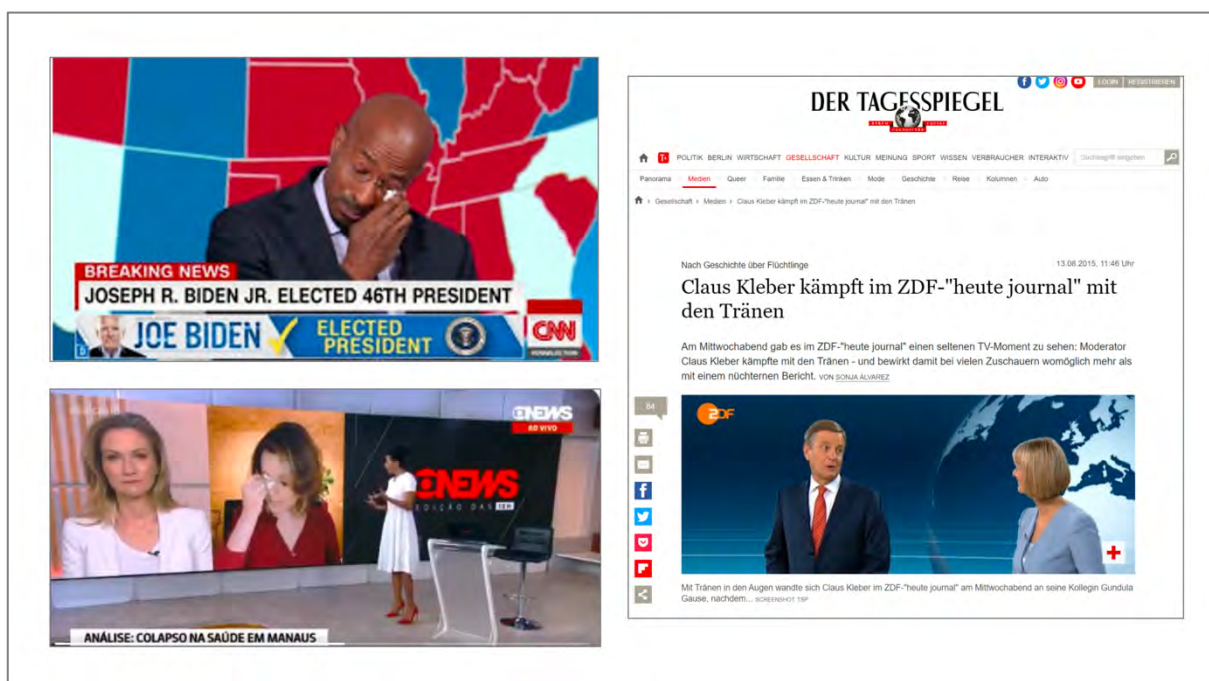 BREAKING NEWS
JOSEPH R. BIDEN JR. ELECTED 46TH PRESIDENT
JOE BIDEN
ELECTED
PRESIDENT
CNN
NEWS
AO VIVO
NEWS
EDIÇÃO DAS
ANÁLISE: COLAPSO NA SAÚDE EM MANAUS
LOGIN REGISTRIEREN
DER TAGESSPIEGEL
T+ POLITIK BERLIN WIRTSCHAFT GESELLSCHAFT KULTUR MEINUNG SPORT WISSEN VERBRAUCHER INTERAKTIV Suchbegriff eingeben
Panorama Medien Queer Familie Essen & Trinken Mode Geschichte Reise Kolumnen Auto
Gesellschaft > Medien > Claus Kleber kämpft im ZDF-"heute journal" mit den Tränen
Nach Geschichte über Flüchtlinge 13.08.2015, 11:46 Uhr
Claus Kleber kämpft im ZDF-"heute journal" mit
den Tränen
Am Mittwochabend gab es im ZDF-"heute journal" einen seltenen TV-Moment zu sehen: Moderator
Claus Kleber kämpfte mit den Tränen - und bewirkt damit bei vielen Zuschauern womöglich mehr als
mit einem nüchternen Bericht. VON SONJA ÁLVAREZ
84
ZDF
Mit Tränen in den Augen wandte sich Claus Kleber im ZDF-"heute journal" am Mittwochabend an seine Kollegin Gundula
Gause, nachdem... SCREENSHOT TSP